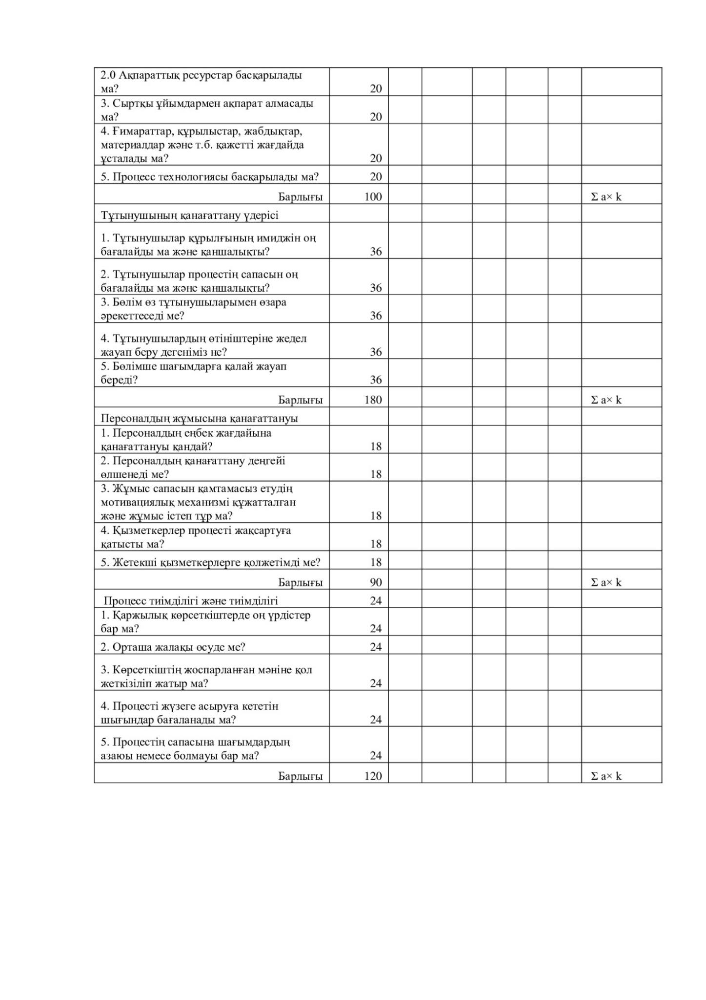 2.0 Ақпараттық ресурстар басқарылады
ма? 20
3. Сыртқы ұйымдармен ақпарат алмасады
ма? 20
4. Ғимараттар, құрылыстар, жабдықтар,
материалдар және т.б. қажетті жағдайда
ұсталады ма? 20
5. Процесс технологиясы басқарылады ма? 20
Барлығы 100 Σ a× k
Тұтынушының қанағаттану үдерісі
1. Тұтынушылар құрылғының имиджін оң
бағалайды ма және қаншалықты? 36
2. Тұтынушылар процестің сапасын оң
бағалайды ма және қаншалықты? 36
3. Бөлім өз тұтынушыларымен өзара
әрекеттеседі ме? 36
4. Тұтынушылардың өтініштеріне жедел
жауап беру дегеніміз не? 36
5. Бөлімше шағымдарға қалай жауап
береді? 36
Барлығы 180 Σ a× k
Персоналдың жұмысына қанағаттануы
1. Персоналдың еңбек жағдайына
қанағаттануы қандай? 18
2. Персоналдың қанағаттану деңгейі
өлшенеді ме? 18
3. Жұмыс сапасын қамтамасыз етудің
мотивациялық механизмі құжатталған
және жұмыс істеп тұр ма? 18
4. Қызметкерлер процесті жақсартуға
қатысты ма? 18
5. Жетекші қызметкерлерге қолжетімді ме? 18
Барлығы 90 Σ a× k
Процесс тиімділігі және тиімділігі 24
1. Қаржылық көрсеткіштерде оң үрдістер
бар ма? 24
2. Орташа жалақы өсуде ме? 24
3. Көрсеткіштің жоспарланған мәніне қол
жеткізіліп жатыр ма? 24
4. Процесті жүзеге асыруға кететін
шығындар бағаланады ма? 24
5. Процестің сапасына шағымдардың
азаюы немесе болмауы бар ма? 24
Барлығы 120 Σ a× k